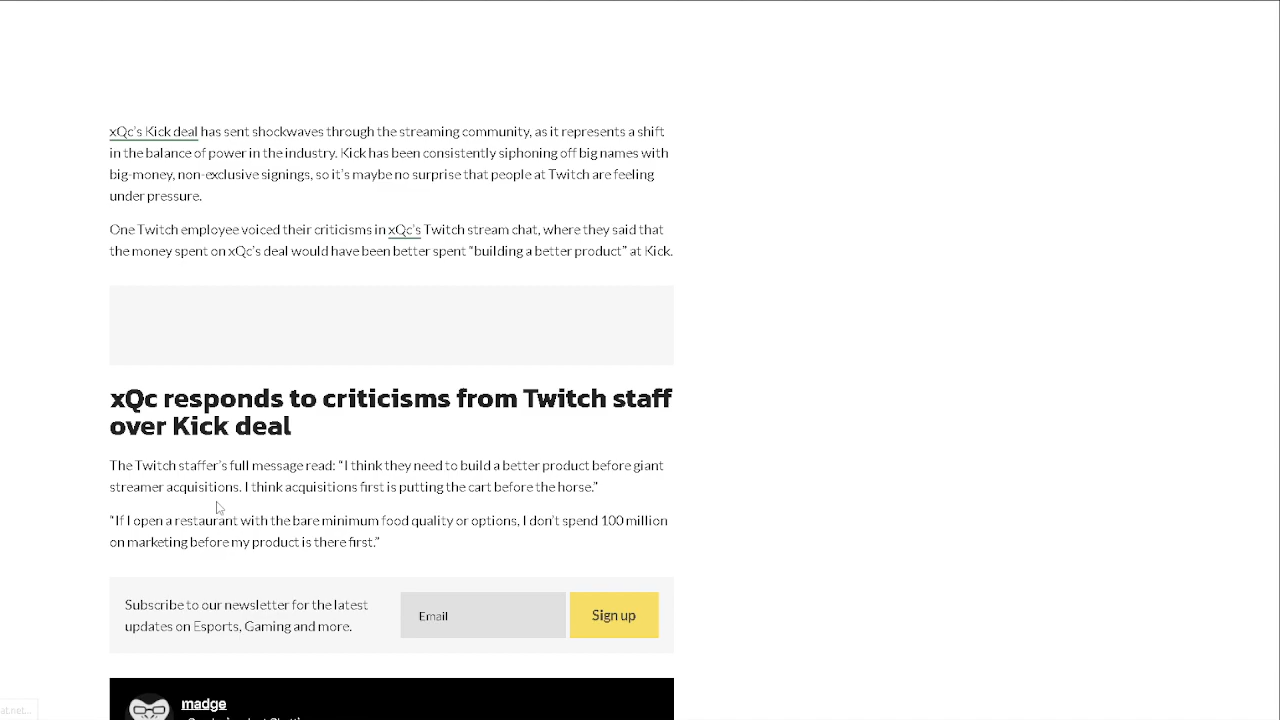 xQc's Kick deal has sent shockwaves through the streaming community, as it represents a shift
in the balance of power in the industry. Kick has been consistently siphoning off big names with
big-money, non-exclusive signings, so it's maybe no surprise that people at Twitch are feeling
under pressure.
One Twitch employee voiced their criticisms in xQc's Twitch stream chat, where they said that
the money spent on xQc's deal would have been better spent “building a better product” at Kick.
xQc responds to criticisms from Twitch staff
over Kick deal
The Twitch staffer's full message read: “I think they need to build a better product before giant
streamer acquisitions. I think acquisitions first is putting the cart before the horse.”
“If I open a restaurant with the bare minimum food quality or options, I don't spend 100 million
on marketing before my product is there first.”
Subscribe to our newsletter for the latest
updates on Esports, Gaming and more.
Email
Sign up
madge
at.net...